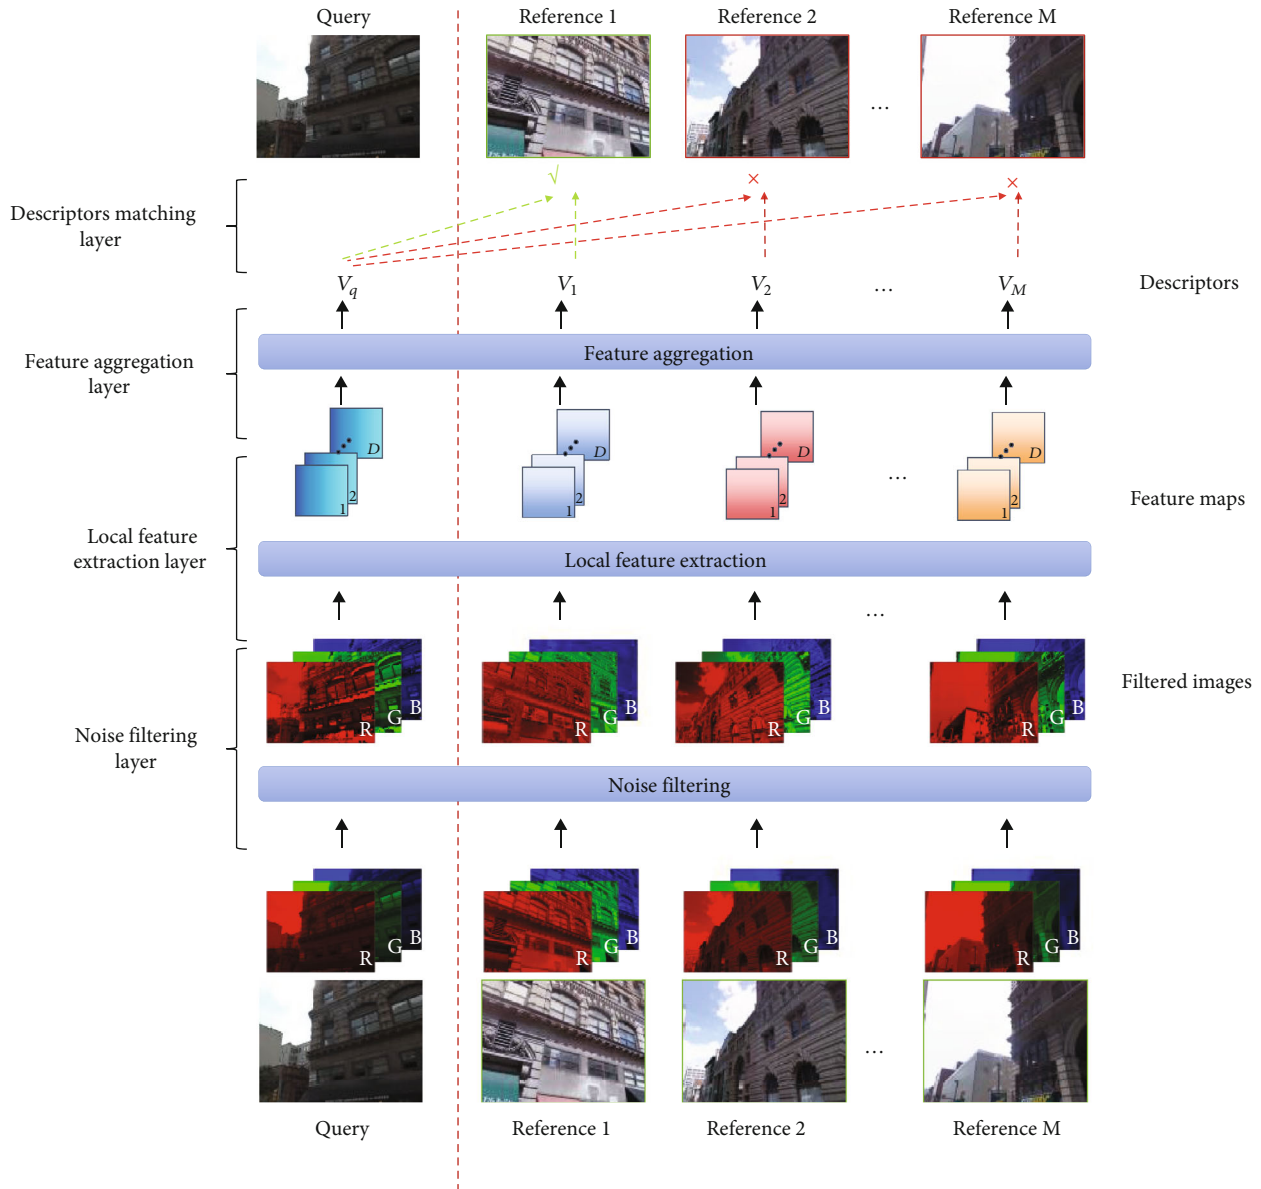 Query
Reference 1
Reference 2
Reference M
...
√
×
×
Descriptors matching
layer
V_q
V_1
V_2
...
V_M
Descriptors
Feature aggregation
Feature aggregation
layer
D
2
1
D
2
1
D
2
1
...
D
2
1
Feature maps
Local feature
extraction layer
Local feature extraction
...
R
G
B
R
G
B
R
G
B
R
G
B
Filtered images
Noise filtering
layer
Noise filtering
R
G
B
R
G
B
R
G
B
R
G
B
...
Query
Reference 1
Reference 2
Reference M